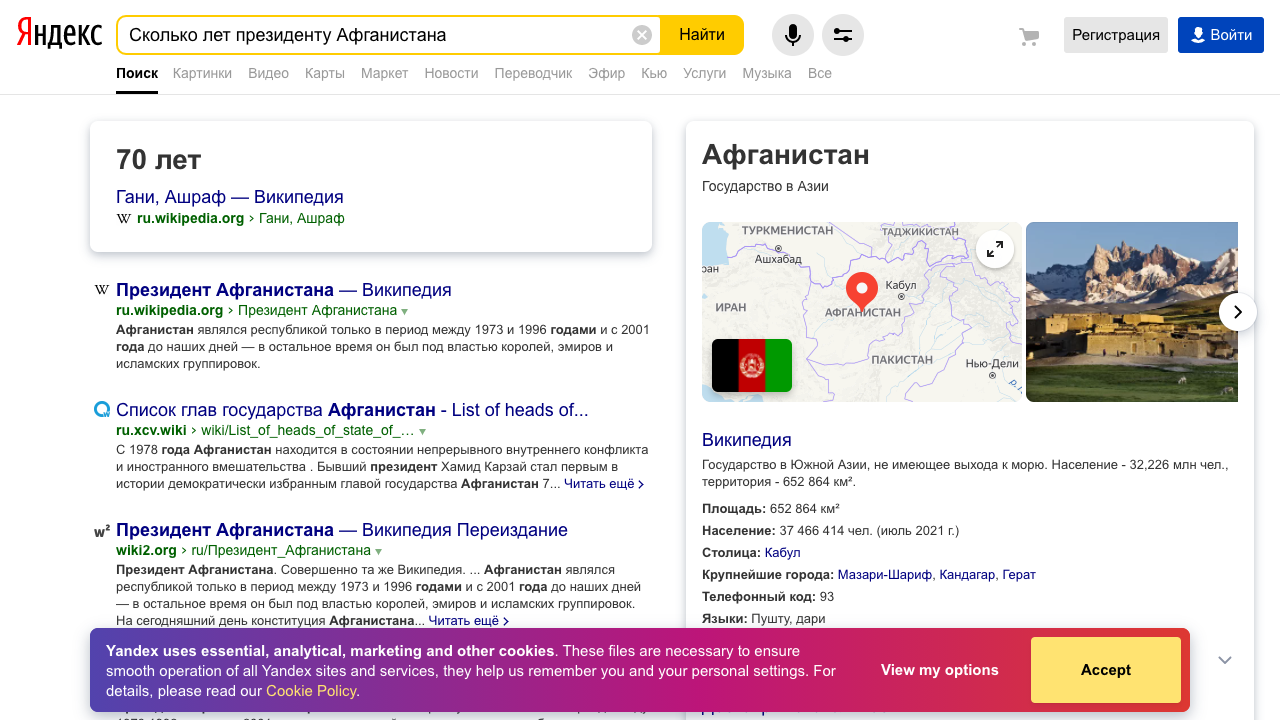 Яндекс
Сколько лет президенту Афганистана
Найти
Регистрация
Войти
Поиск Картинки Видео Карты Маркет Новости Переводчик Эфир Кью Услуги Музыка Все
70 лет
Гани, Ашраф — Википедия
W ru.wikipedia.org › Гани, Ашраф
W Президент Афганистана — Википедия
ru.wikipedia.org › Президент Афганистана
Афганистан являлся республикой только в период между 1973 и 1996 годами и с 2001
года до наших дней — в остальное время он был под властью королей, эмиров и
исламских группировок.
Список глав государства Афганистан - List of heads of...
ru.xcv.wiki › wiki/List_of_heads_of_state_of_…
С 1978 года Афганистан находится в состоянии непрерывного внутреннего конфликта
и иностранного вмешательства . Бывший президент Хамид Карзай стал первым в
истории демократически избранным главой государства Афганистан 7... Читать ещё ›
w² Президент Афганистана — Википедия Переиздание
wiki2.org › ru/Президент_Афганистана
Президент Афганистана. Совершенно та же Википедия. ... Афганистан являлся
республикой только в период между 1973 и 1996 годами и с 2001 года до наших дней
— в остальное время он был под властью королей, эмиров и исламских группировок.
На сегодняшний день конституция Афганистана... Читать ещё ›
Афганистан
Государство в Азии
ТУРКМЕНИСТАН
ТАДЖИКИСТАН
Ашхабад
ран
Кабул
ИРАН
АФГАНИСТАН
ПАКИСТАН
Нью-Дели
р.
Википедия
Государство в Южной Азии, не имеющее выхода к морю. Население - 32,226 млн чел.,
территория - 652 864 км².
Площадь: 652 864 км²
Население: 37 466 414 чел. (июль 2021 г.)
Столица: Кабул
Крупнейшие города: Мазари-Шариф, Кандагар, Герат
Телефонный код: 93
Языки: Пушту, дари
Yandex uses essential, analytical, marketing and other cookies. These files are necessary to ensure
smooth operation of all Yandex sites and services, they help us remember you and your personal settings. For
details, please read our Cookie Policy.
View my options
Accept